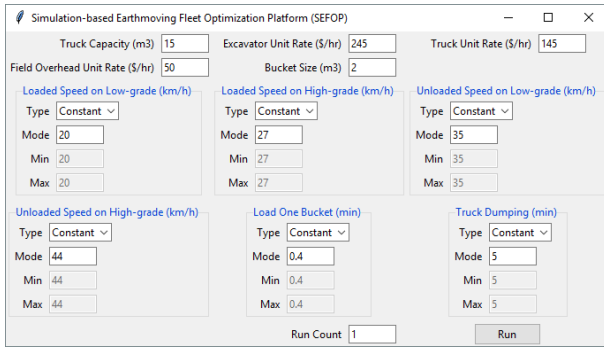 Simulation-based Earthmoving Fleet Optimization Platform (SEFOP)
Truck Capacity (m3) 15 Excavator Unit Rate ($/hr) 245 Truck Unit Rate ($/hr) 145
Field Overhead Unit Rate ($/hr) 50 Bucket Size (m3) 2
Loaded Speed on Low-grade (km/h) Loaded Speed on High-grade (km/h) Unloaded Speed on Low-grade (km/h)
Type Constant Type Constant Type Constant
Mode 20 Mode 27 Mode 35
Min 20 Min 27 Min 35
Max 20 Max 27 Max 35
Unloaded Speed on High-grade (km/h) Load One Bucket (min) Truck Dumping (min)
Type Constant Type Constant Type Constant
Mode 44 Mode 0.4 Mode 5
Min 44 Min 0.4 Min 5
Max 44 Max 0.4 Max 5
Run Count 1 Run